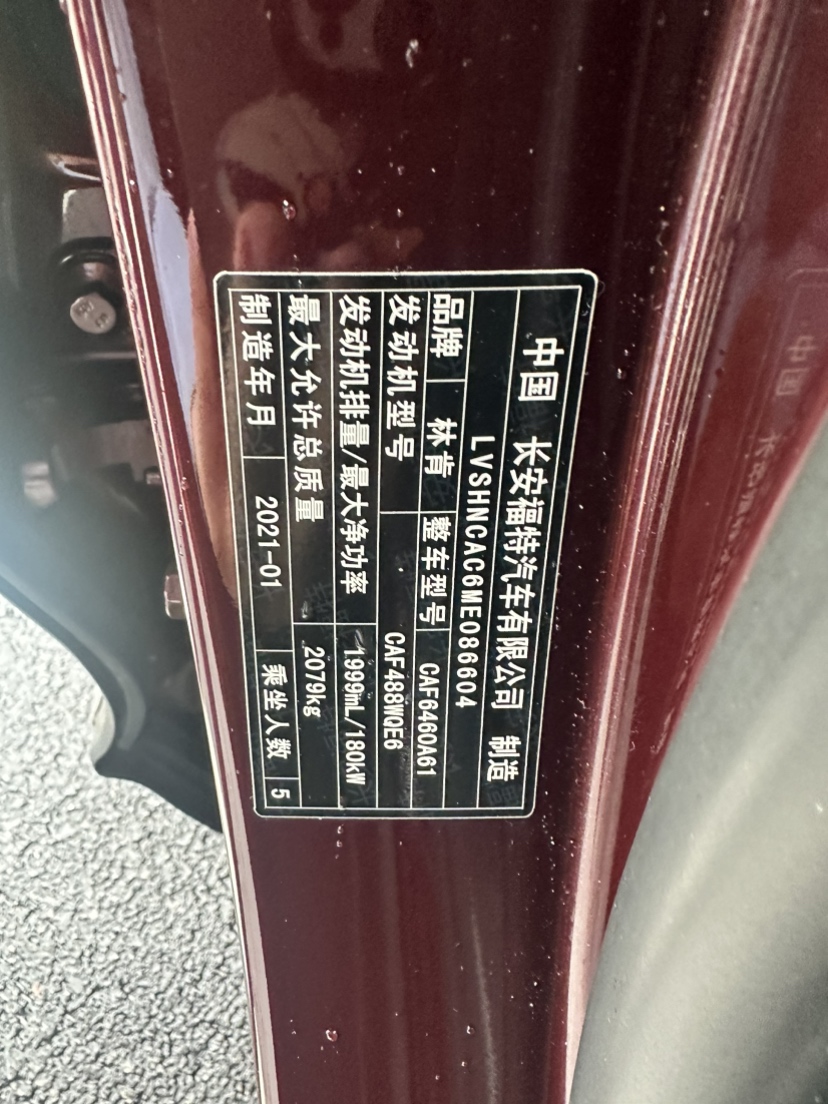 中国 长安福特汽车有限公司 制造
LVSHNCAC6ME086604
品牌 林肯 整车型号 CAF6460A61
发动机型号 CAF488WQE6
发动机排量/最大净功率 1999mL/180kW
最大允许总质量 2079kg
制造年月 2021-01 乘坐人数 5